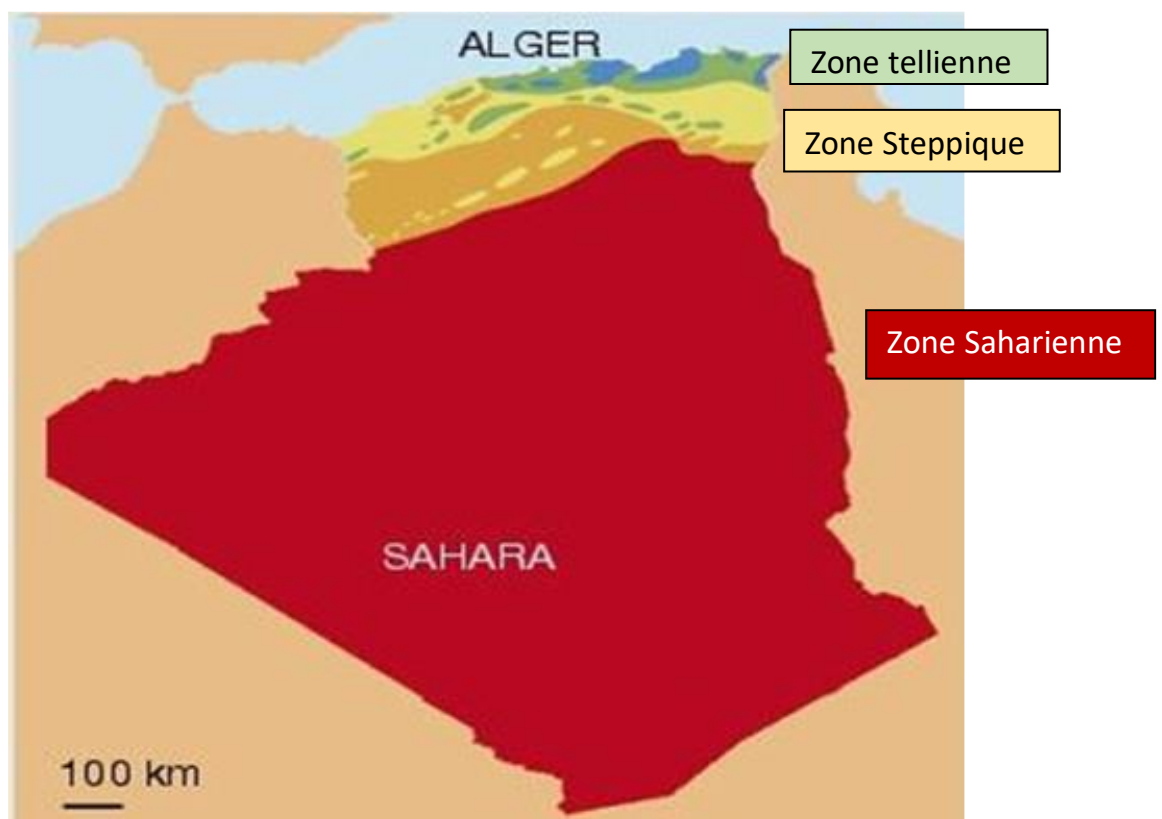 ALGER
Zone tellienne
Zone Steppique
Zone Saharienne
SAHARA
100 km